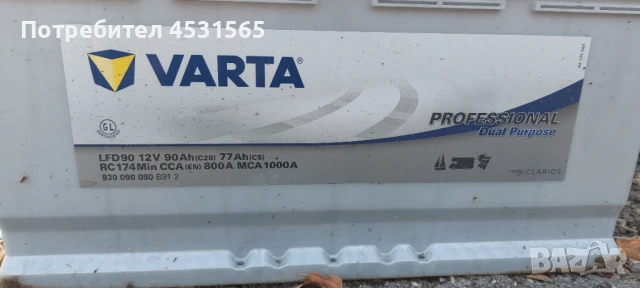 Потребител 4531565
VARTA
GL
PROFESSIONAL
Dual Purpose
LFD90 12V 90Ah(C20) 77Ah(C5)
RC174Min CCA(EN) 800A MCA1000A
930 090 080 B91 2
CLARIOS
BAZAR